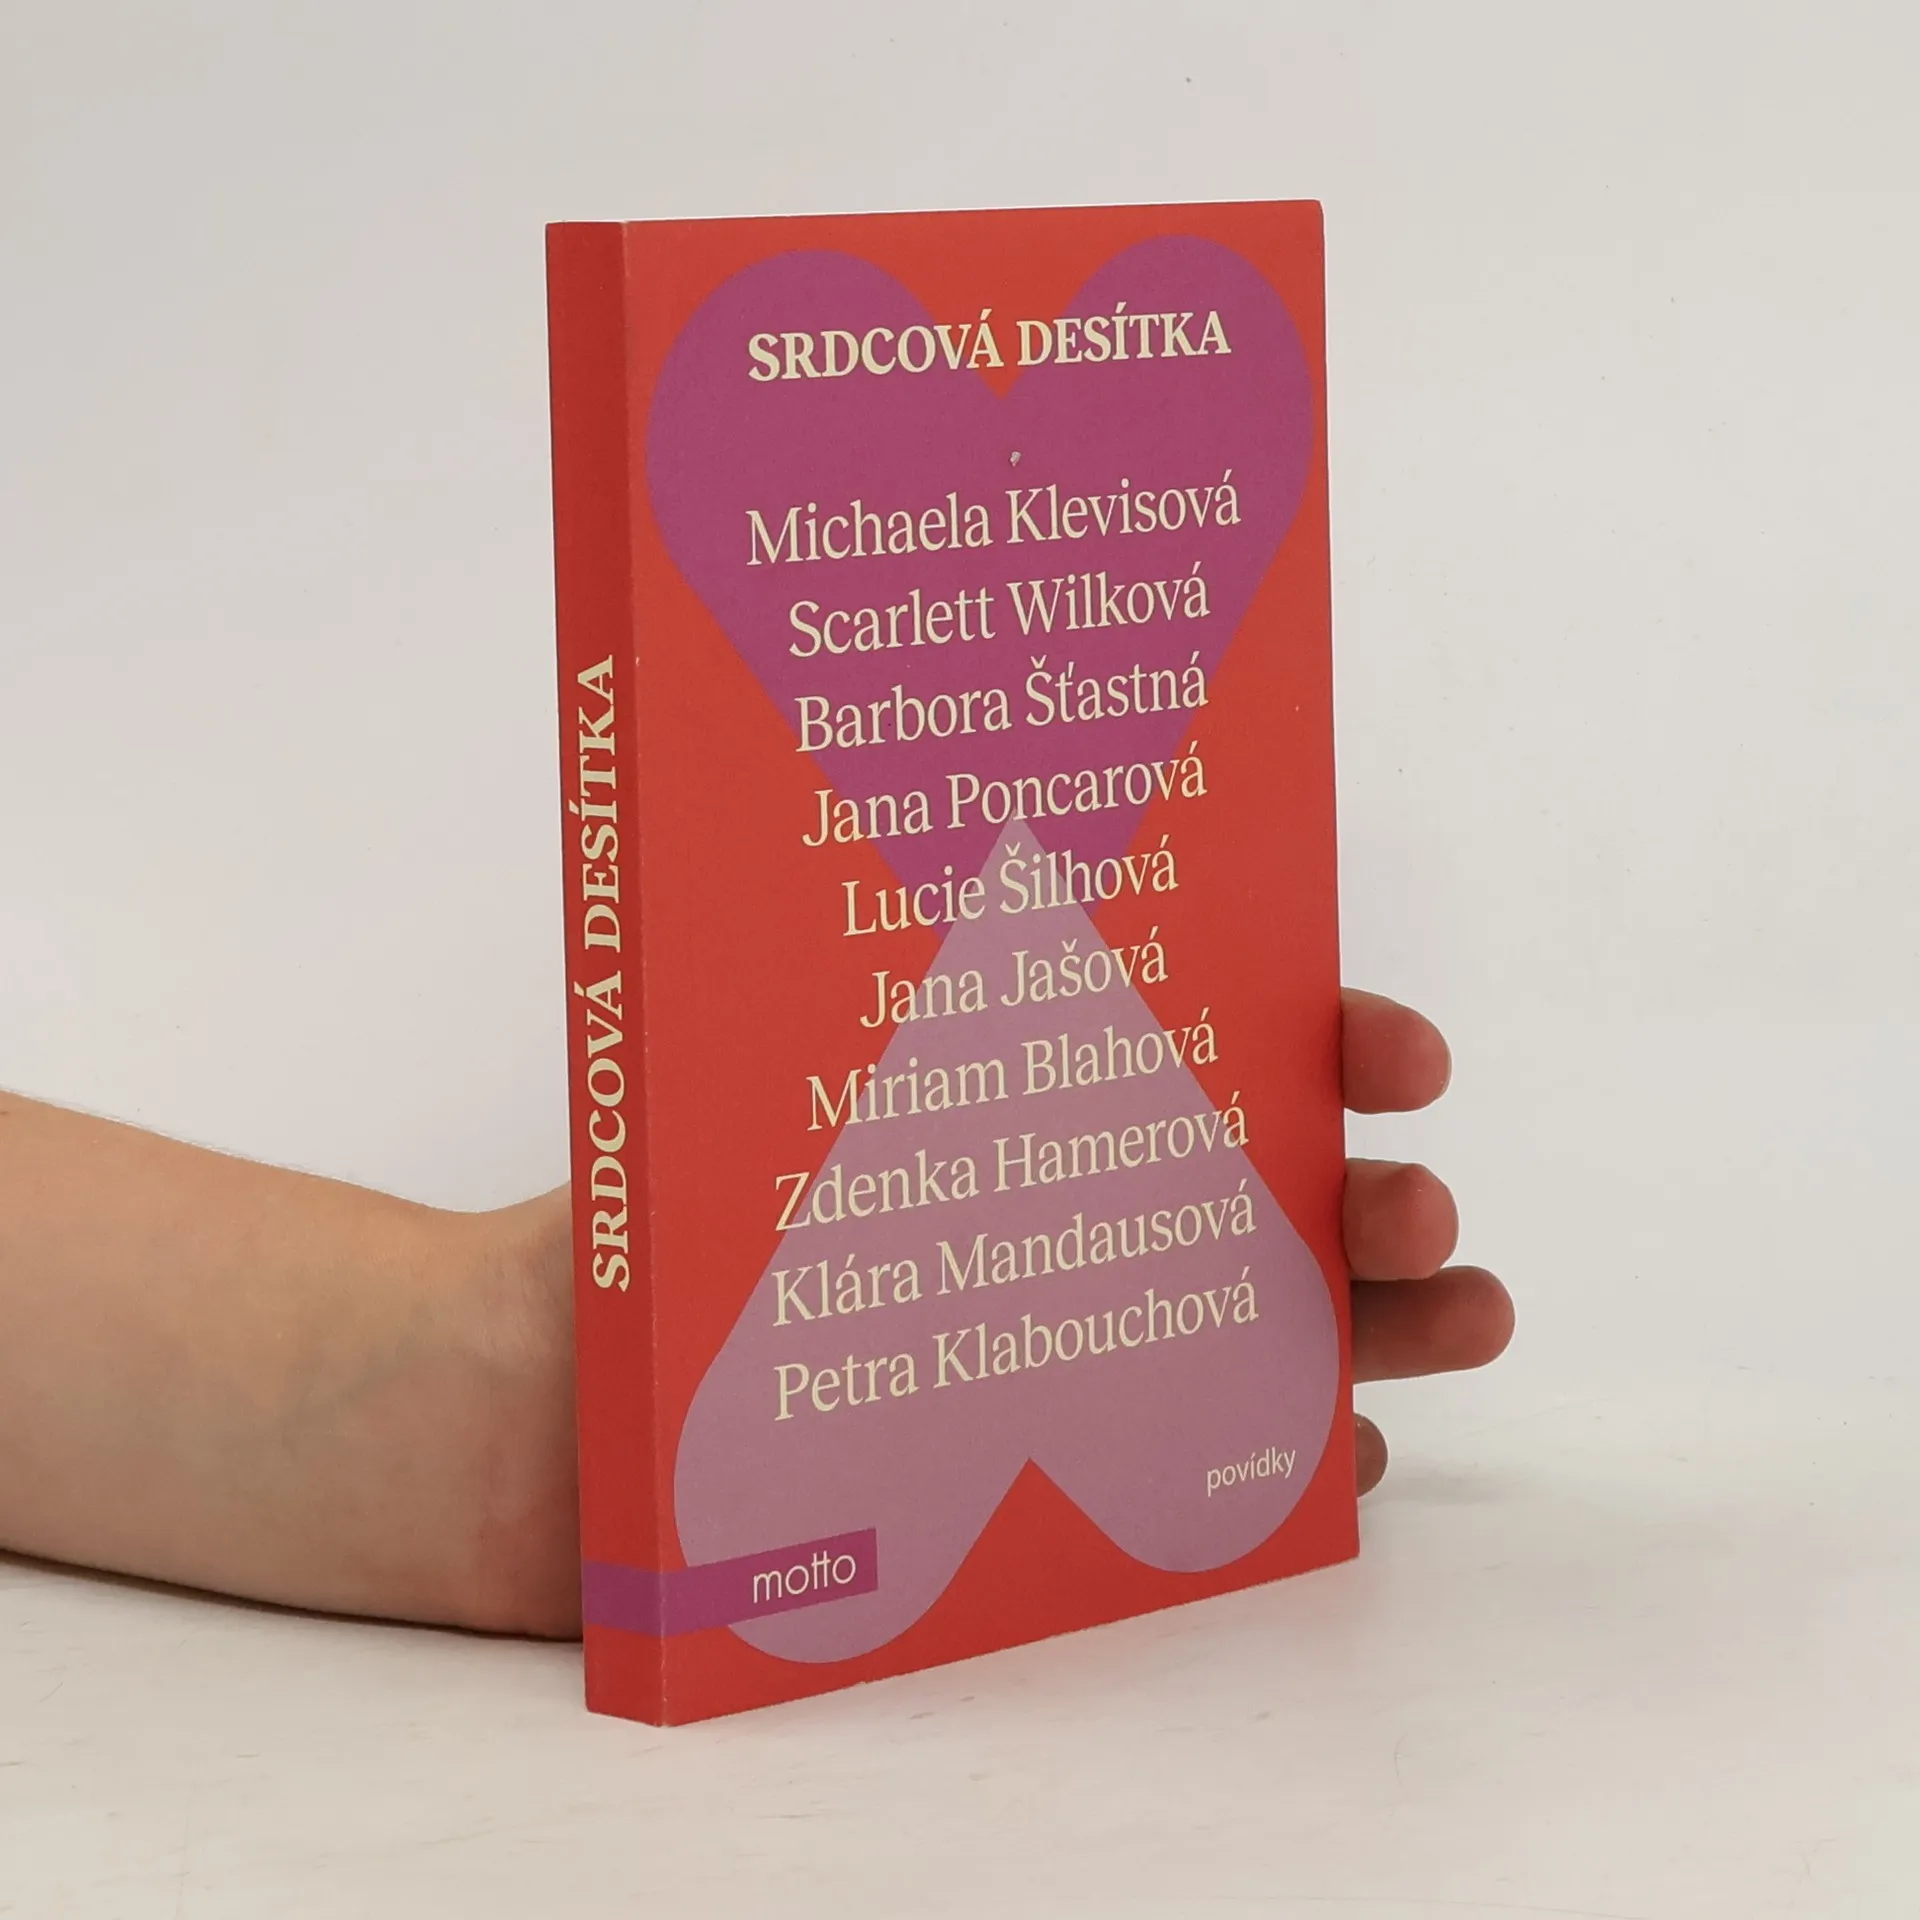 SRDCOVÁ DESÍTKA
SRDCOVÁ DESÍTKA
Michaela Klevisová
Scarlett Wilková
Barbora Šťastná
Jana Poncarová
Lucie Šilhová
Jana Jašová
Miriam Blahová
Zdenka Hamerová
Klára Mandausová
Petra Klabouchová
povídky
motto